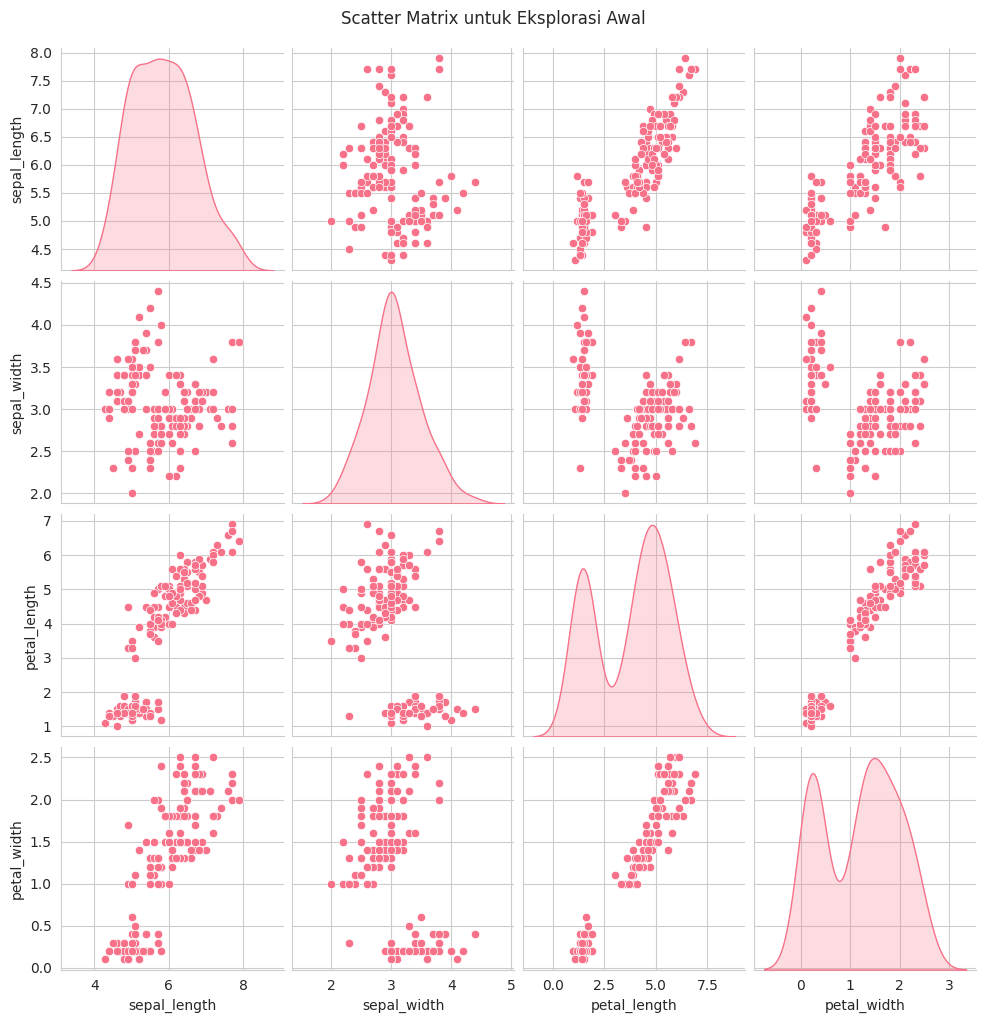 Scatter Matrix untuk Eksplorasi Awal
8.0
7.5
7.0
6.5
6.0
5.5
5.0
4.5
sepal_length
4.5
4.0
3.5
3.0
2.5
2.0
sepal_width
7
6
5
4
3
2
1
petal_length
2.5
2.0
1.5
1.0
0.5
0.0
petal_width
4 6 8
2 3 4 5
0.0 2.5 5.0 7.5
0 1 2 3
sepal_length sepal_width petal_length petal_width